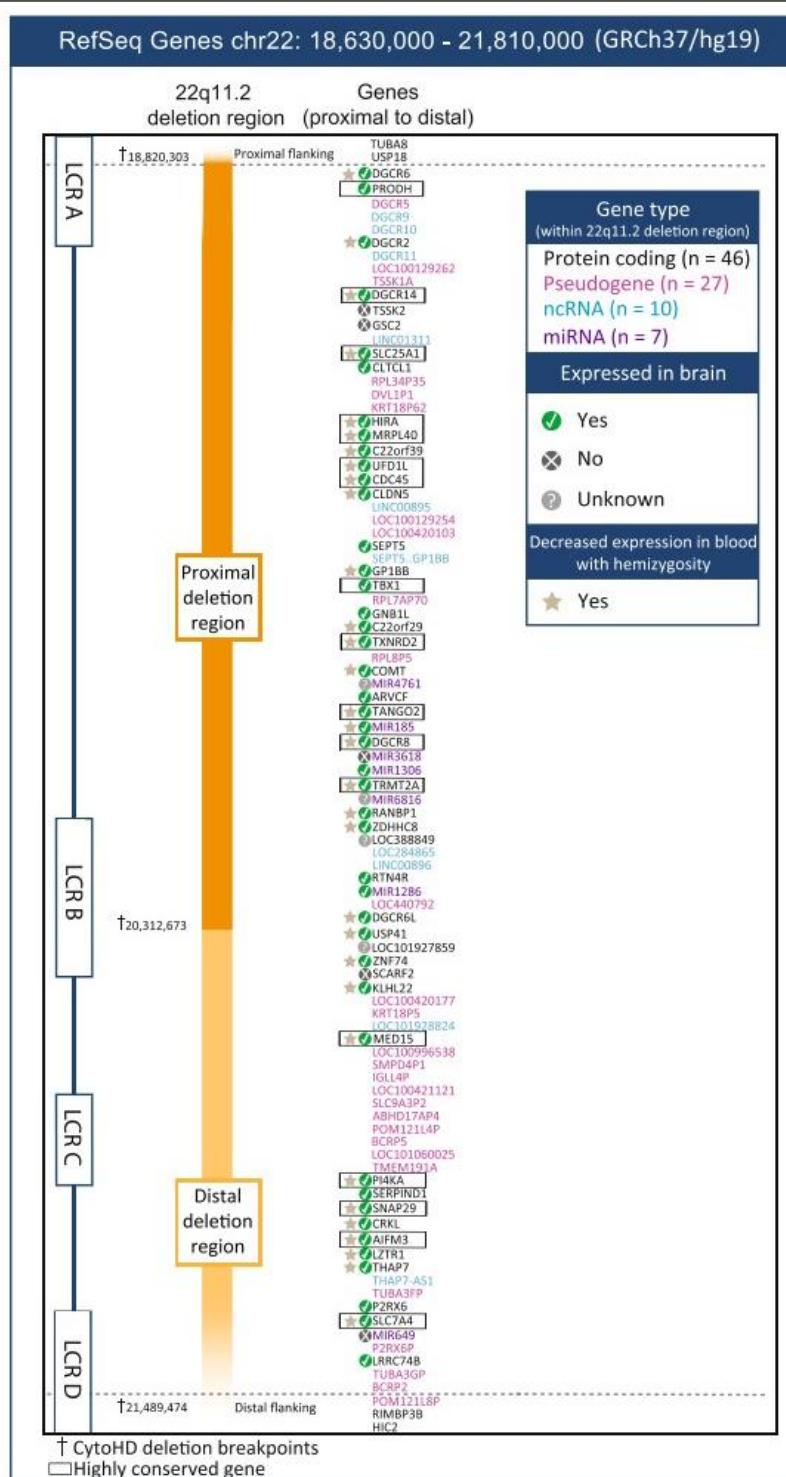 RefSeq Genes chr22: 18,630,000 - 21,810,000 (GRCh37/hg19)
22q11.2
deletion region
Genes
(proximal to distal)
LCR A
LCR B
LCR C
LCR D
†18,820,303
Proximal flanking
Proximal
deletion
region
†20,312,673
Distal
deletion
region
†21,489,474
Distal flanking
TUBA8
USP18
DGCR6
PRODH
DGCR5
DGCR9
DGCR10
DGCR2
DGCR11
LOC100129262
TSSK1A
DGCR14
TSSK2
GSC2
LINC01311
SLC25A1
CLTCL1
RPL34P35
DVL1P1
KRT18P62
HIRA
MRPL40
C22orf39
UFD1L
CDC45
CLDN5
LINC00895
LOC100129254
LOC100420103
SEPT5
SEPT5..GP1BB
GP1BB
TBX1
RPL7AP70
GNB1L
C22orf29
TXNRD2
RPL8P5
COMT
MIR4761
ARVCF
TANGO2
MIR185
DGCR8
MIR3618
MIR1306
TRMT2A
MIR6816
RANBP1
ZDHHC8
LOC388849
LOC284865
LINC00896
RTN4R
MIR1286
LOC440792
DGCR6L
USP41
LOC101927859
ZNF74
SCARF2
KLHL22
LOC100420177
KRT18P5
LOC101928824
MED15
LOC100996538
SMPD4P1
IGLL4P
LOC100421121
SLC9A3P2
ABHD17AP4
POM121L4P
BCRP5
LOC101060025
TMEM191A
PI4KA
SERPIND1
SNAP29
CRKL
AIFM3
LZTR1
THAP7
THAP7-AS1
TUBA3FP
P2RX6
SLC7A4
MIR649
P2RX6P
LRRC74B
TUBA3GP
BCRP2
POM121L8P
RIMBP3B
HIC2
Gene type
(within 22q11.2 deletion region)
Protein coding (n = 46)
Pseudogene (n = 27)
ncRNA (n = 10)
miRNA (n = 7)
Expressed in brain
Yes
No
? Unknown
Decreased expression in blood
with hemizygosity
Yes
† CytoHD deletion breakpoints
Highly conserved gene